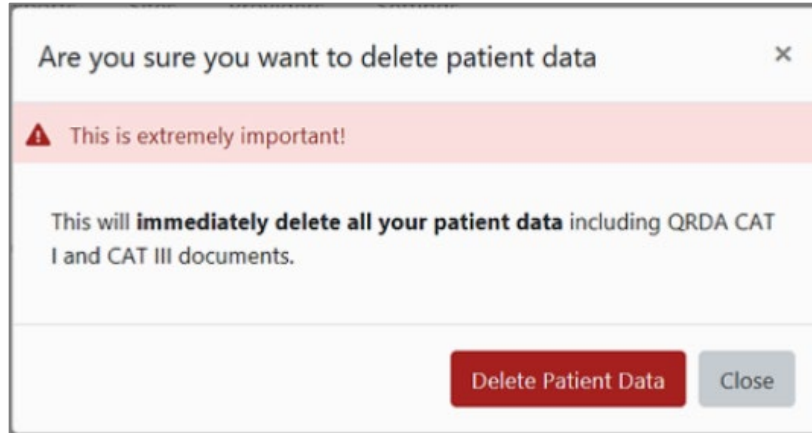 Are you sure you want to delete patient data ×
This is extremely important!
This will immediately delete all your patient data including QRDA CAT
I and CAT III documents.
Delete Patient Data Close